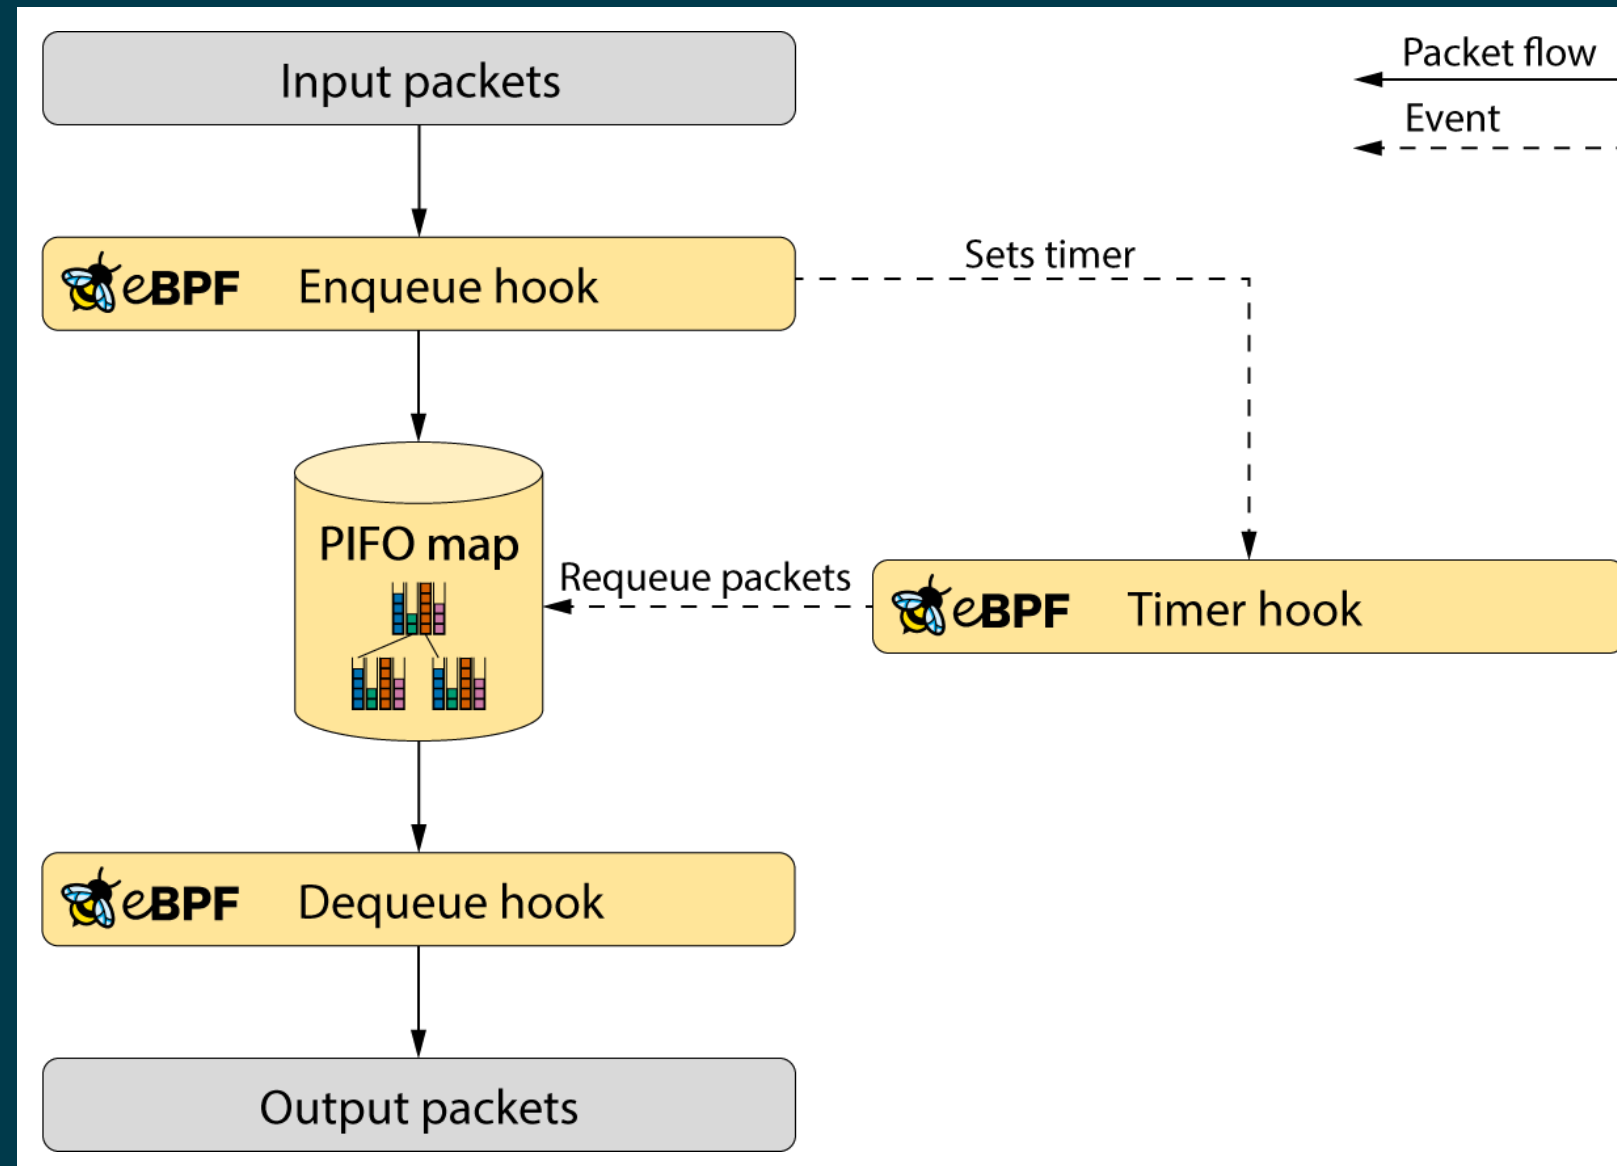 Input packets
Packet flow
Event
eBPF Enqueue hook
Sets timer
PIFO map
Requeue packets
eBPF Timer hook
eBPF Dequeue hook
Output packets